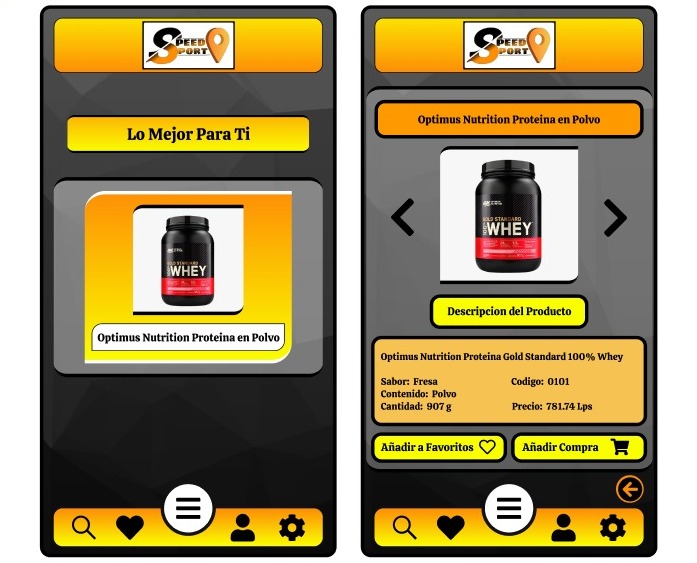 SPEED
SPORT
Lo Mejor Para Ti
GOLD STANDARD
WHEY
Optimus Nutrition Proteina en Polvo
SPEED
SPORT
Optimus Nutrition Proteina en Polvo
GOLD STANDARD
100% WHEY
Descripcion del Producto
Optimus Nutrition Proteina Gold Standard 100% Whey
Sabor: Fresa
Codigo: 0101
Contenido: Polvo
Cantidad: 907 g
Precio: 781.74 Lps
Añadir a Favoritos
Añadir Compra